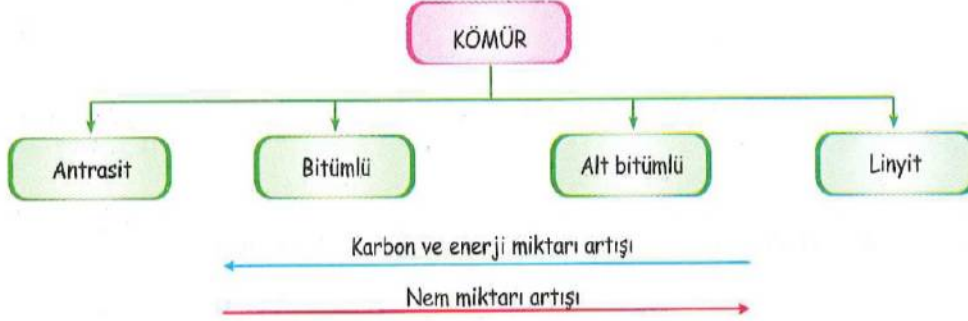 KÖMÜR
Antrasit
Bitümlü
Alt bitümlü
Linyit
Karbon ve enerji miktarı artışı
Nem miktarı artışı